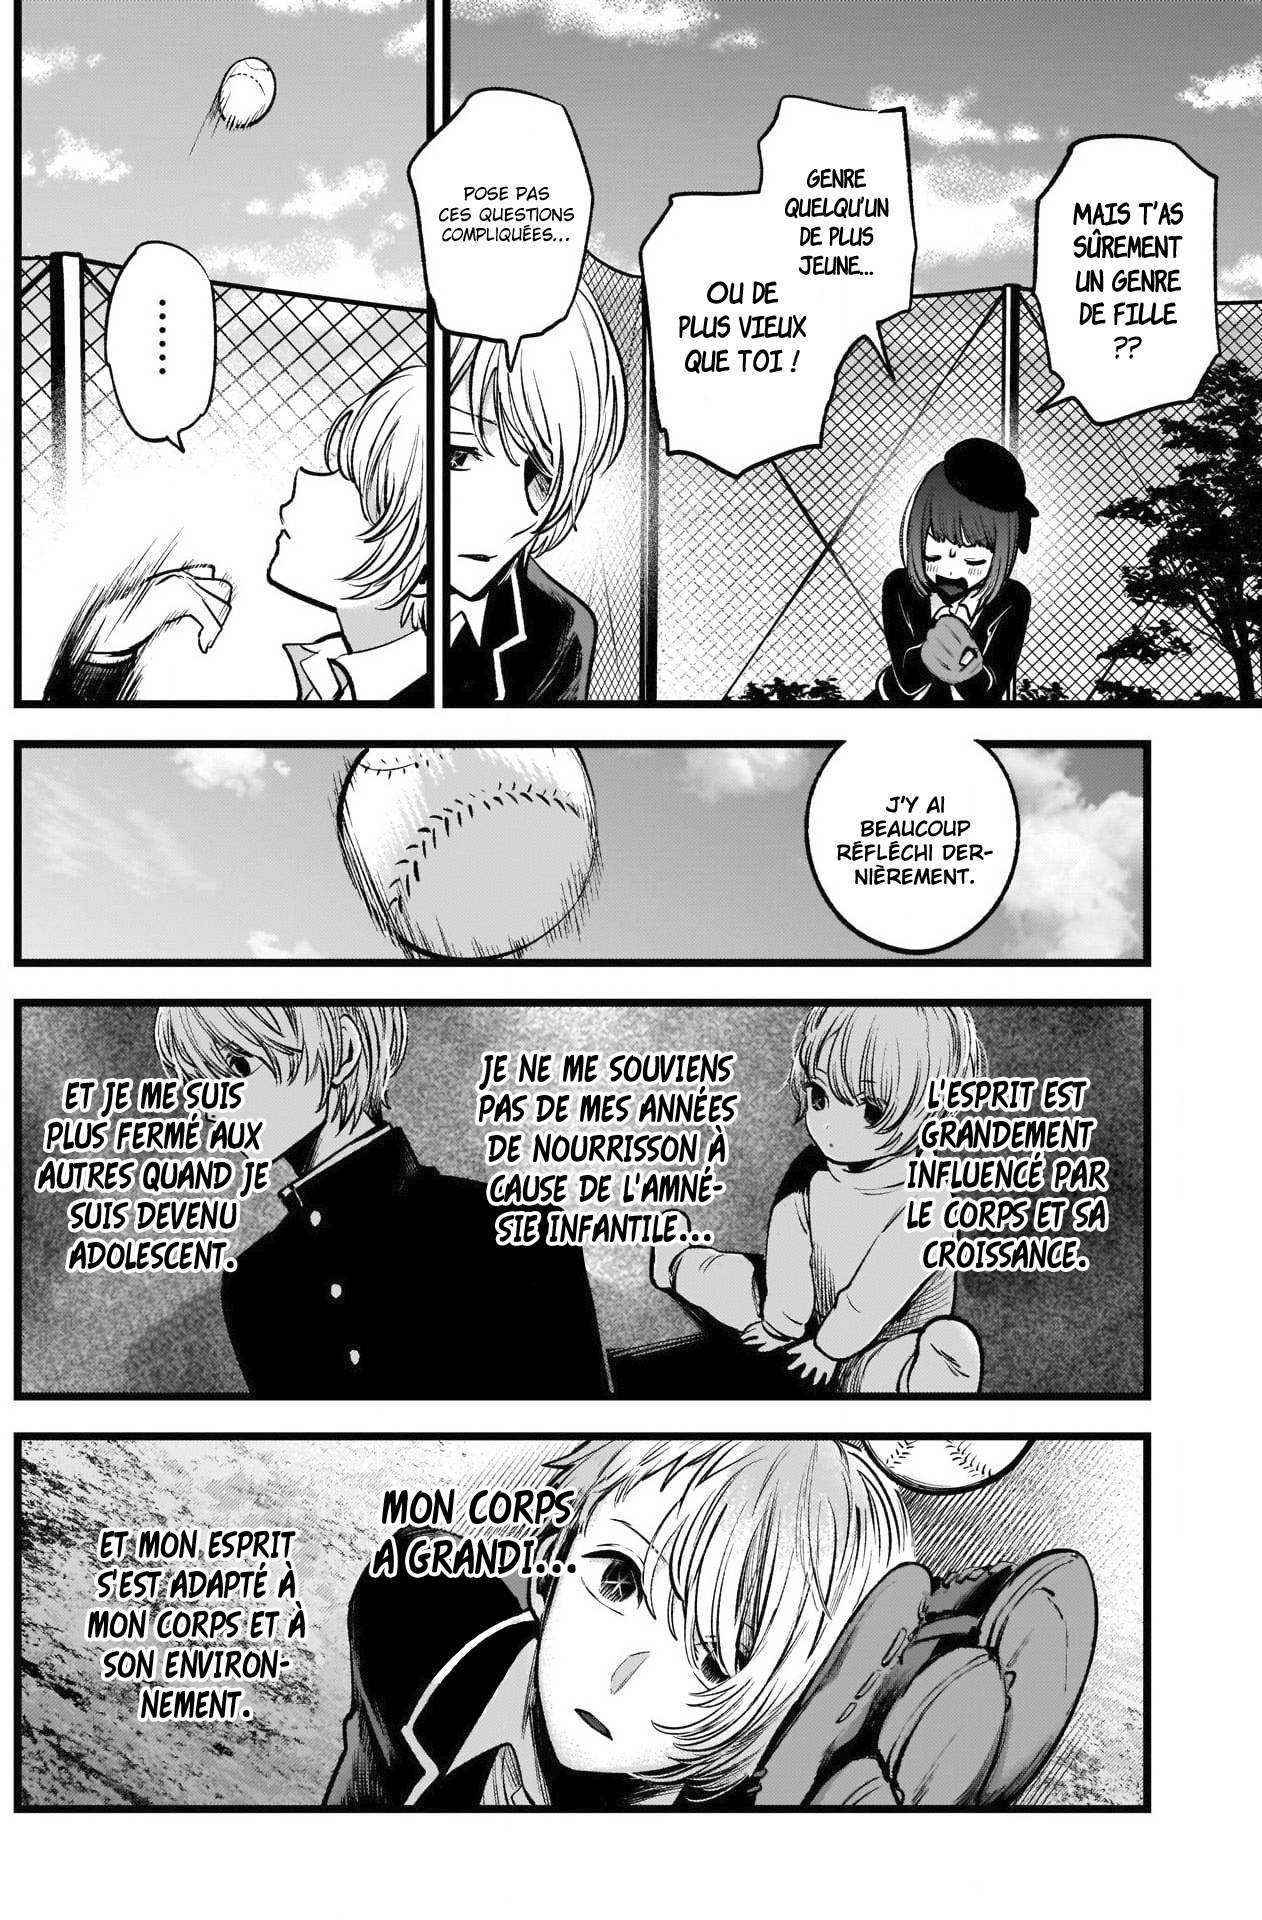 MAIS T'AS
SÛREMENT
UN GENRE
DE FILLE
??
GENRE
QUELQU'UN
DE PLUS
JEUNE...
OU DE
PLUS VIEUX
QUE TOI !
POSE PAS
CES QUESTIONS
COMPLIQUÉES...
........
J'Y AI
BEAUCOUP
RÉFLÉCHI DER-
NIÈREMENT.
L'ESPRIT EST
GRANDEMENT
INFLUENCÉ PAR
LE CORPS ET SA
CROISSANCE.
JE NE ME SOUVIENS
PAS DE MES ANNÉES
DE NOURRISSON À
CAUSE DE L'AMNÉ-
SIE INFANTILE...
ET JE ME SUIS
PLUS FERMÉ AUX
AUTRES QUAND JE
SUIS DEVENU
ADOLESCENT.
MON CORPS
A GRANDI...
ET MON ESPRIT
S'EST ADAPTÉ À
MON CORPS ET À
SON ENVIRON-
NEMENT.